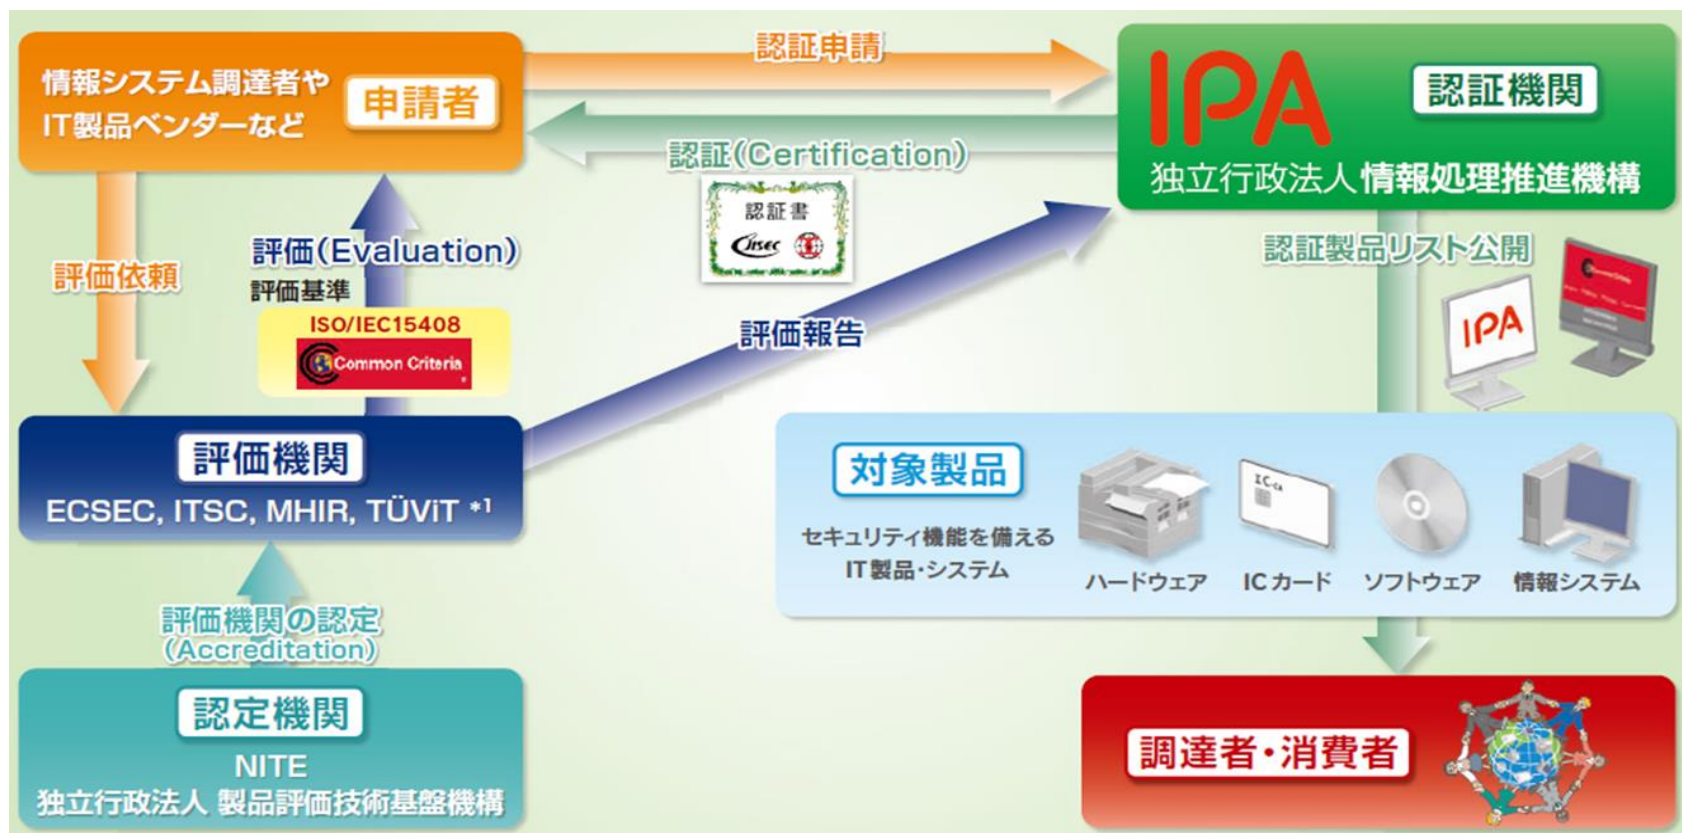 情報システム調達者や
IT製品ベンダーなど
申請者
認証申請
IPA
認証機関
独立行政法人 情報処理推進機構
認証(Certification)
認証書
JISEC
評価依頼
評価(Evaluation)
評価基準
ISO/IEC15408
Common Criteria
評価報告
認証製品リスト公開
IPA
Common Criteria
評価機関
ECSEC, ITSC, MHIR, TÜViT *1
対象製品
セキュリティ機能を備える
IT製品・システム
IC-CA
ハードウェア
ICカード
ソフトウェア
情報システム
評価機関の認定
(Accreditation)
認定機関
NITE
独立行政法人 製品評価技術基盤機構
調達者・消費者